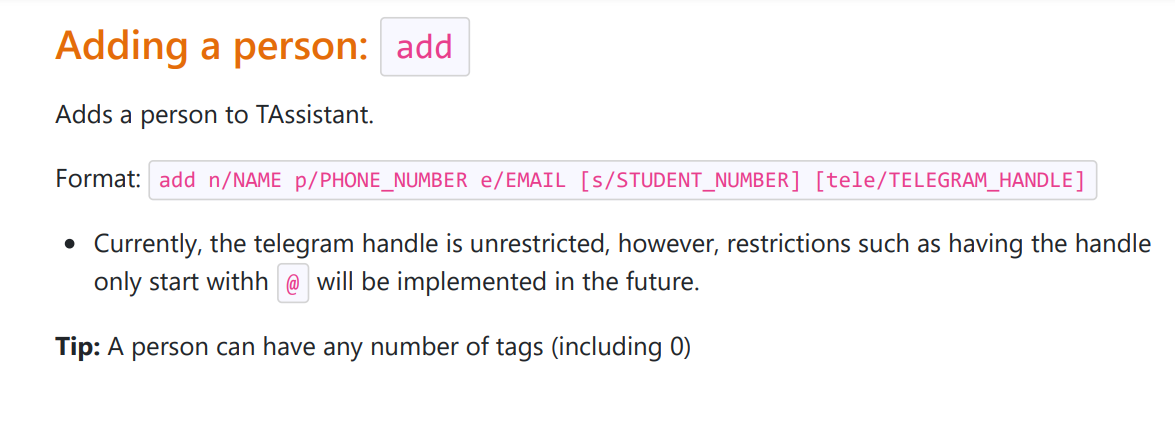 Adding a person: add
Adds a person to TAssistant.
Format: add n/NAME p/PHONE_NUMBER e/EMAIL [s/STUDENT_NUMBER] [tele/TELEGRAM_HANDLE]
• Currently, the telegram handle is unrestricted, however, restrictions such as having the handle
only start withh @ will be implemented in the future.
Tip: A person can have any number of tags (including 0)